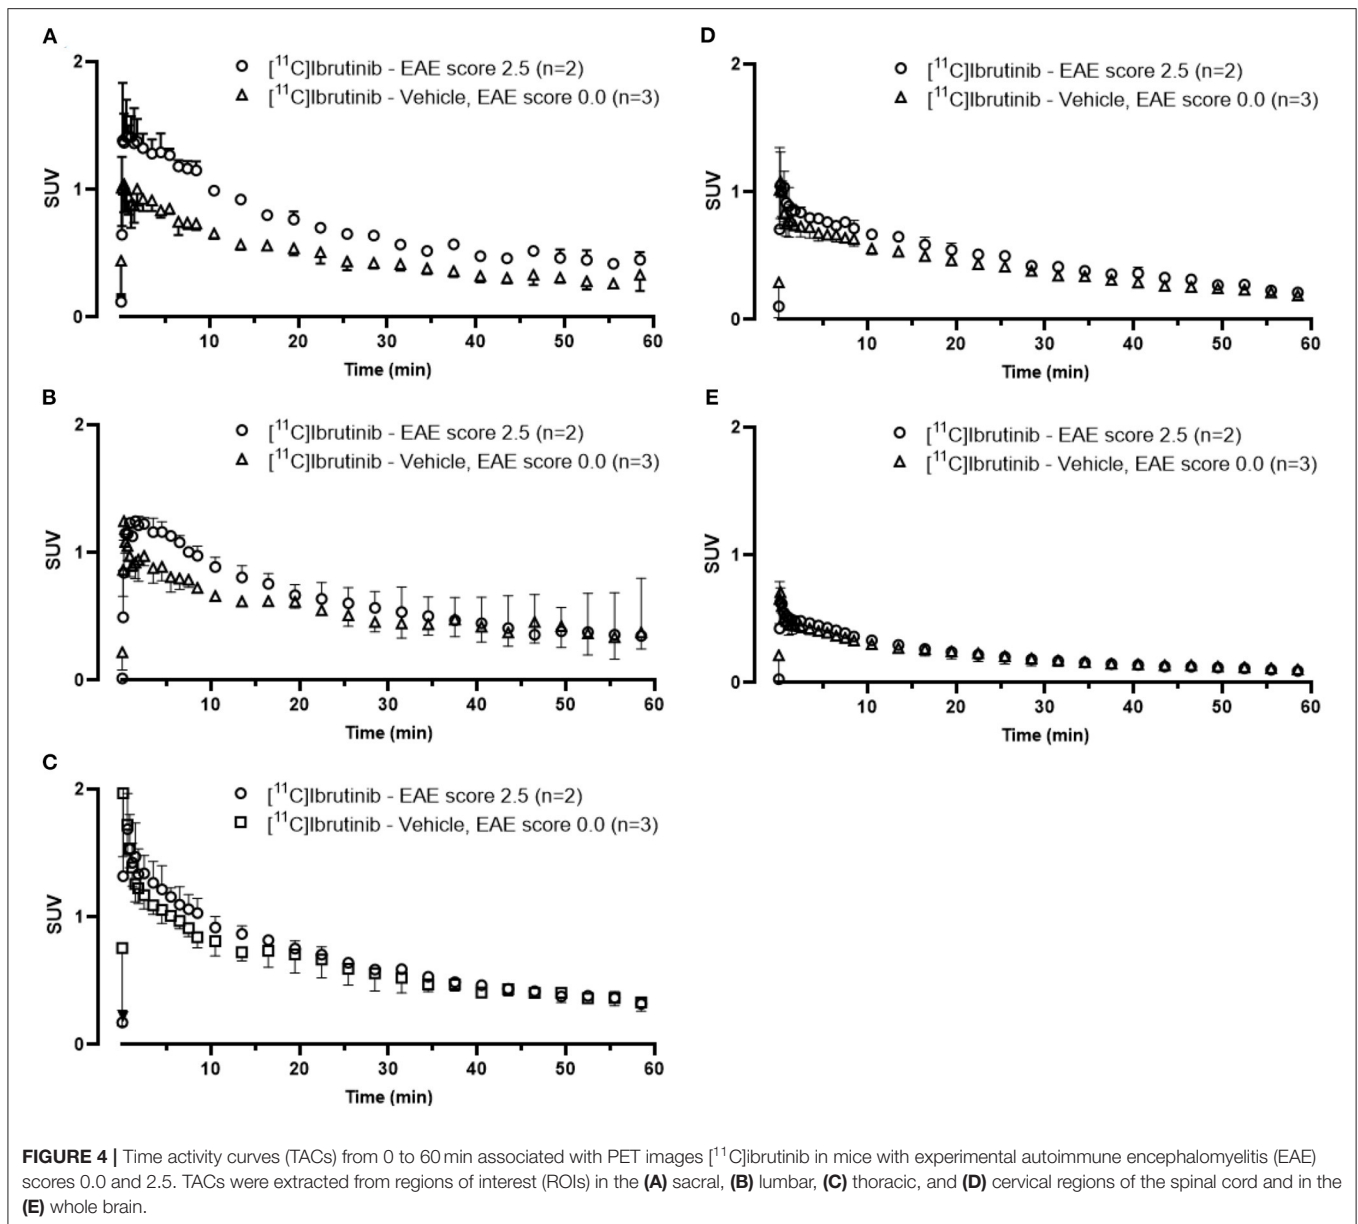 A
2
1
0
SUV
[¹¹C]Ibrutinib - EAE score 2.5 (n=2)
[¹¹C]Ibrutinib - Vehicle, EAE score 0.0 (n=3)
10 20 30 40 50 60
Time (min)
D
2
1
0
SUV
[¹¹C]Ibrutinib - EAE score 2.5 (n=2)
[¹¹C]Ibrutinib - Vehicle, EAE score 0.0 (n=3)
10 20 30 40 50 60
Time (min)
B
2
1
0
SUV
[¹¹C]Ibrutinib - EAE score 2.5 (n=2)
[¹¹C]Ibrutinib - Vehicle, EAE score 0.0 (n=3)
10 20 30 40 50 60
Time (min)
E
2
1
0
SUV
[¹¹C]Ibrutinib - EAE score 2.5 (n=2)
[¹¹C]Ibrutinib - Vehicle, EAE score 0.0 (n=3)
10 20 30 40 50 60
Time (min)
C
2
1
0
SUV
[¹¹C]Ibrutinib - EAE score 2.5 (n=2)
[¹¹C]Ibrutinib - Vehicle, EAE score 0.0 (n=3)
10 20 30 40 50 60
Time (min)
FIGURE 4 | Time activity curves (TACs) from 0 to 60 min associated with PET images [¹¹C]ibrutinib in mice with experimental autoimmune encephalomyelitis (EAE)
scores 0.0 and 2.5. TACs were extracted from regions of interest (ROIs) in the (A) sacral, (B) lumbar, (C) thoracic, and (D) cervical regions of the spinal cord and in the
(E) whole brain.